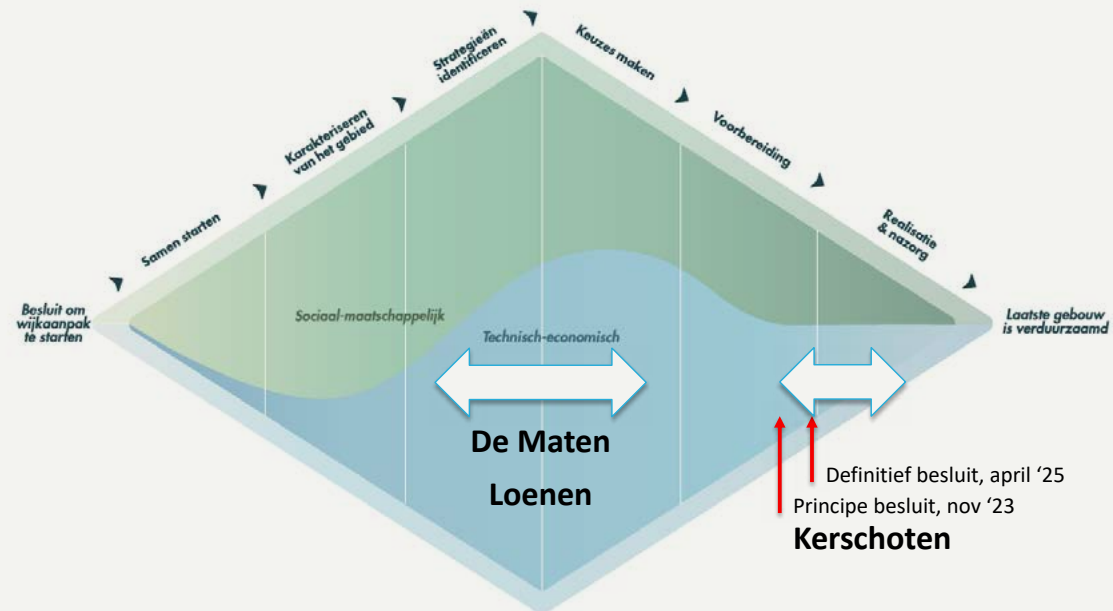 Strategieën
identificeren
Keuzes maken
Karakteriseren
van het gebied
Voorbereiding
Samen starten
Realisatie
& nazorg
Besluit om
wijkaanpak
te starten
Sociaal-maatschappelijk
Technisch-economisch
Laatste gebouw
is verduurzaamd
De Maten
Loenen
Definitief besluit, april ‘25
Principe besluit, nov ‘23
Kerschoten